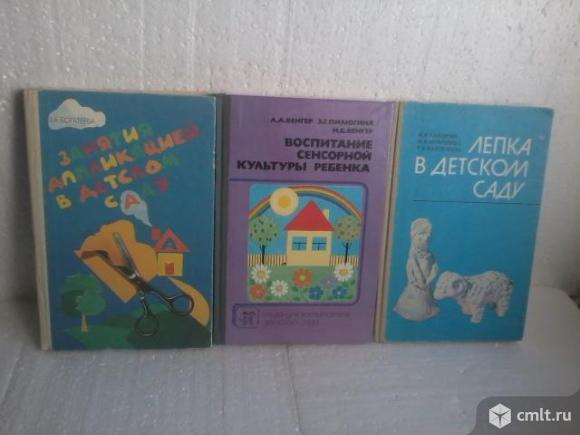 З.А. БОГАТЕЕВА
ЗАНЯТИЯ
АППЛИКАЦИЕЙ
В ДЕТСКОМ
САДУ
Л.А.ВЕНГЕР Э.Г.ПИЛЮГИНА
Н.Б.ВЕНГЕР
ВОСПИТАНИЕ
СЕНСОРНОЙ
КУЛЬТУРЫ РЕБЕНКА
ЛЕПКА
В ДЕТСКОМ
САДУ
cmlt.ru